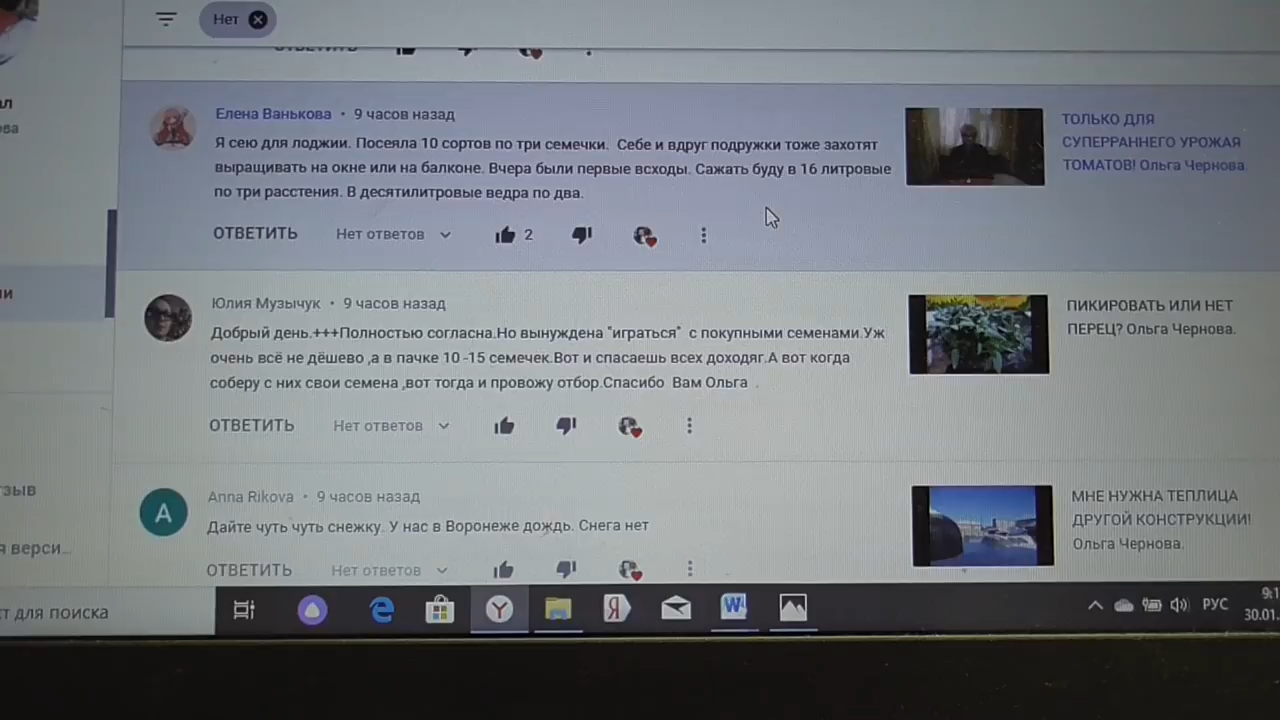 Нет
ОТВЕТИТЬ
Елена Ванькова • 9 часов назад
Я сею для лоджии. Посеяла 10 сортов по три семечки. Себе и вдруг подружки тоже захотят
выращивать на окне или на балконе. Вчера были первые всходы. Сажать буду в 16 литровые
по три растения. В десятилитровые ведра по два.
ОТВЕТИТЬ Нет ответов 2
ТОЛЬКО ДЛЯ
СУПЕРРАННЕГО УРОЖАЯ
ТОМАТОВ! Ольга Чернова.
Юлия Музычук • 9 часов назад
Добрый день.+++Полностью согласна.Но вынуждена "играться" с покупными семенами.Уж
очень всё не дёшево ,а в пачке 10 -15 семечек.Вот и спасаешь всех доходяг.А вот когда
соберу с них свои семена ,вот тогда и провожу отбор.Спасибо Вам Ольга .
ОТВЕТИТЬ Нет ответов
ПИКИРОВАТЬ ИЛИ НЕТ
ПЕРЕЦ? Ольга Чернова.
Anna Rikova • 9 часов назад
Дайте чуть чуть снежку. У нас в Воронеже дождь. Снега нет
ОТВЕТИТЬ Нет ответов
МНЕ НУЖНА ТЕПЛИЦА
ДРУГОЙ КОНСТРУКЦИИ!
Ольга Чернова.
A
для поиска
РУС
30.01.